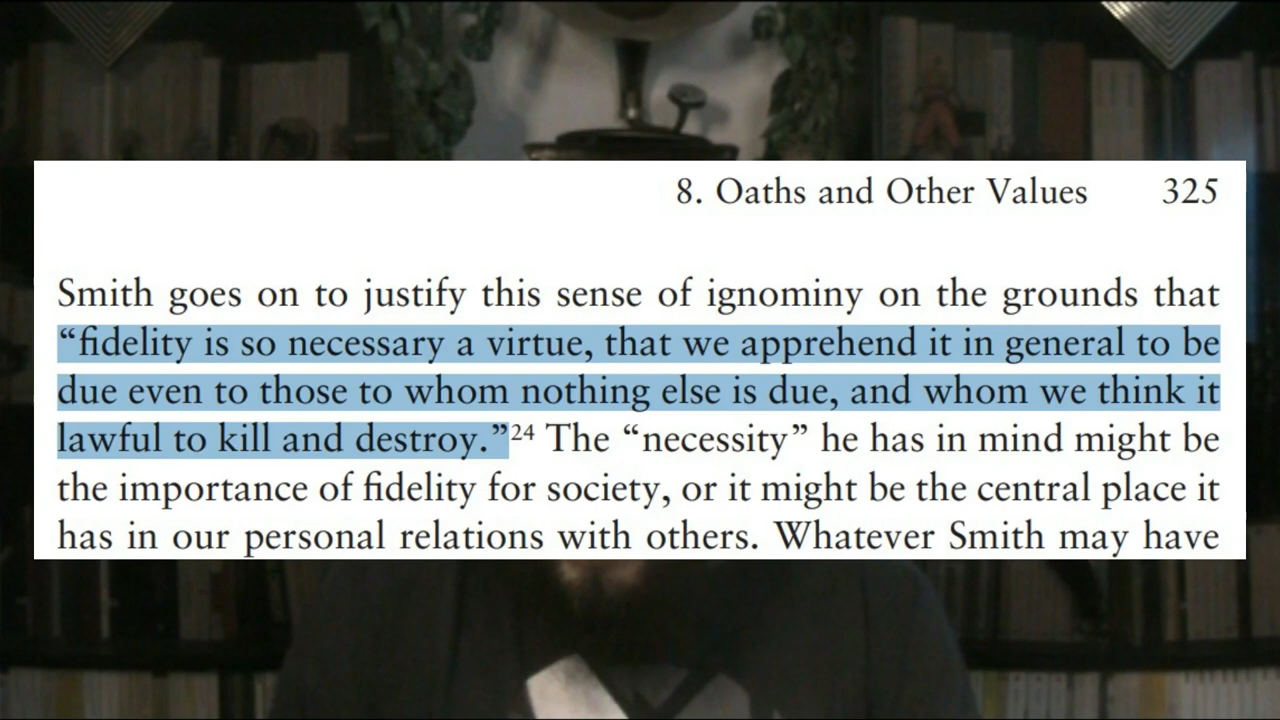 8. Oaths and Other Values 325
Smith goes on to justify this sense of ignominy on the grounds that
“fidelity is so necessary a virtue, that we apprehend it in general to be
due even to those to whom nothing else is due, and whom we think it
lawful to kill and destroy.”24 The “necessity” he has in mind might be
the importance of fidelity for society, or it might be the central place it
has in our personal relations with others. Whatever Smith may have